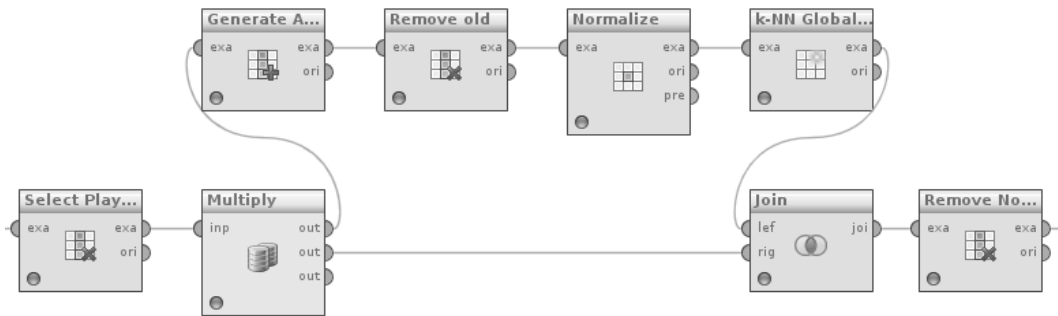 Generate A...
exa
exa
ori
Remove old
exa
exa
ori
Normalize
exa
exa
ori
pre
k-NN Global...
exa
exa
ori
Select Play...
exa
exa
ori
Multiply
inp
out
out
out
Join
lef
rig
joi
Remove No...
exa
exa
ori